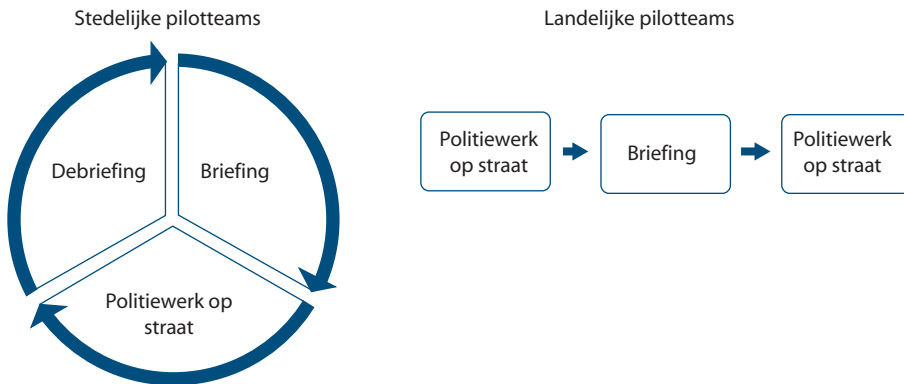 Stedelijke pilotteams
Debriefing
Briefing
Politiewerk op
straat
Landelijke pilotteams
Politiewerk
op straat
Briefing
Politiewerk
op straat